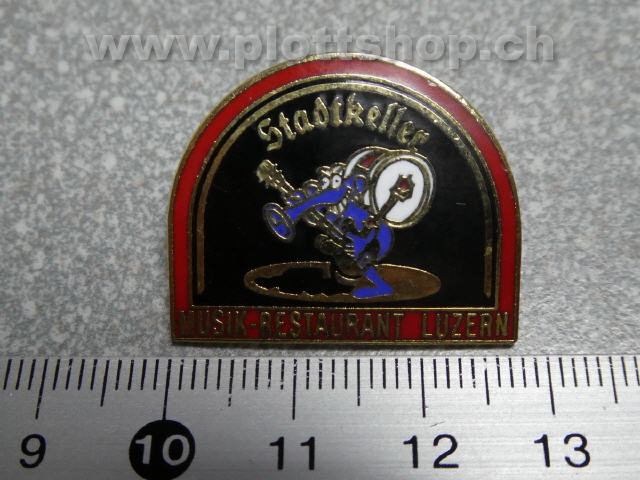 www.plottshop.ch
Stadtkeller
MUSIK-RESTAURANT LUZERN
9 10 11 12 13